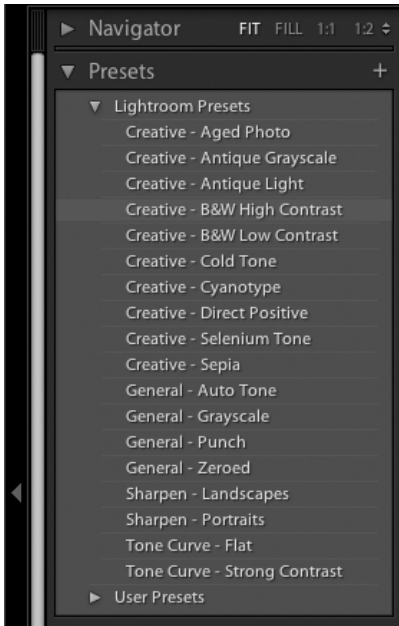 Navigator FIT FILL 1:1 1:2
Presets +
Lightroom Presets
Creative - Aged Photo
Creative - Antique Grayscale
Creative - Antique Light
Creative - B&W High Contrast
Creative - B&W Low Contrast
Creative - Cold Tone
Creative - Cyanotype
Creative - Direct Positive
Creative - Selenium Tone
Creative - Sepia
General - Auto Tone
General - Grayscale
General - Punch
General - Zeroed
Sharpen - Landscapes
Sharpen - Portraits
Tone Curve - Flat
Tone Curve - Strong Contrast
User Presets